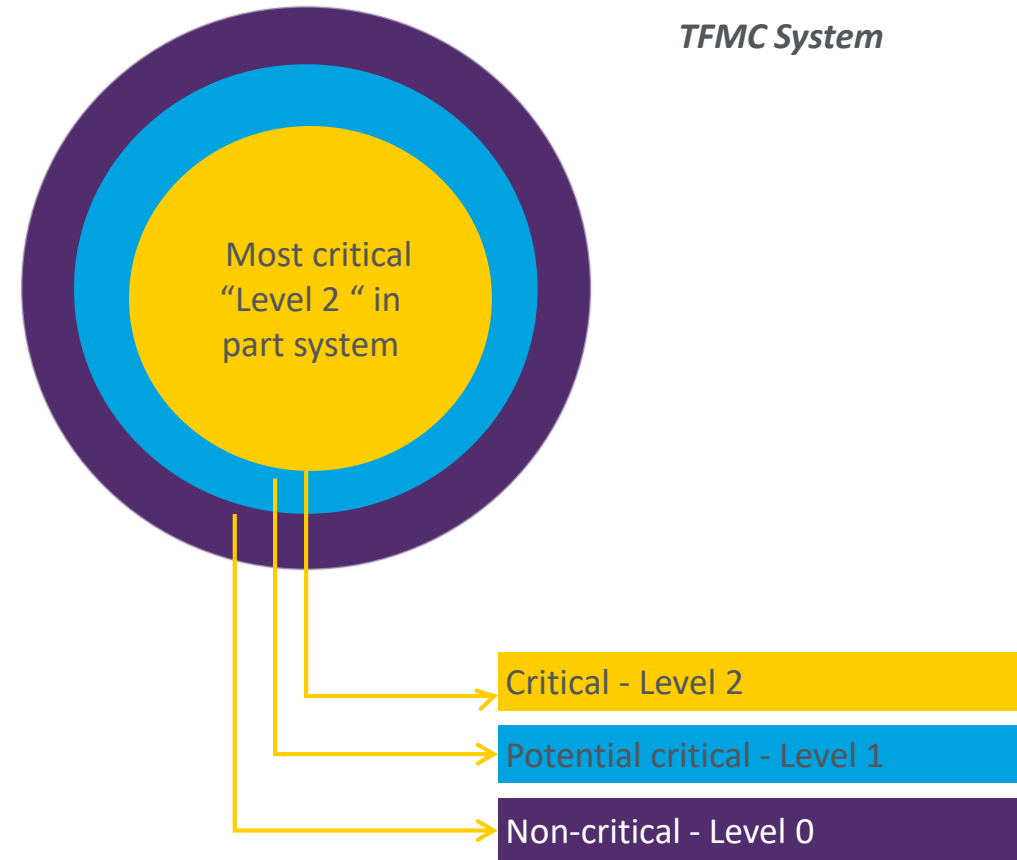 TFMC System
Most critical
“Level 2 “ in
part system
Critical - Level 2
Potential critical - Level 1
Non-critical - Level 0